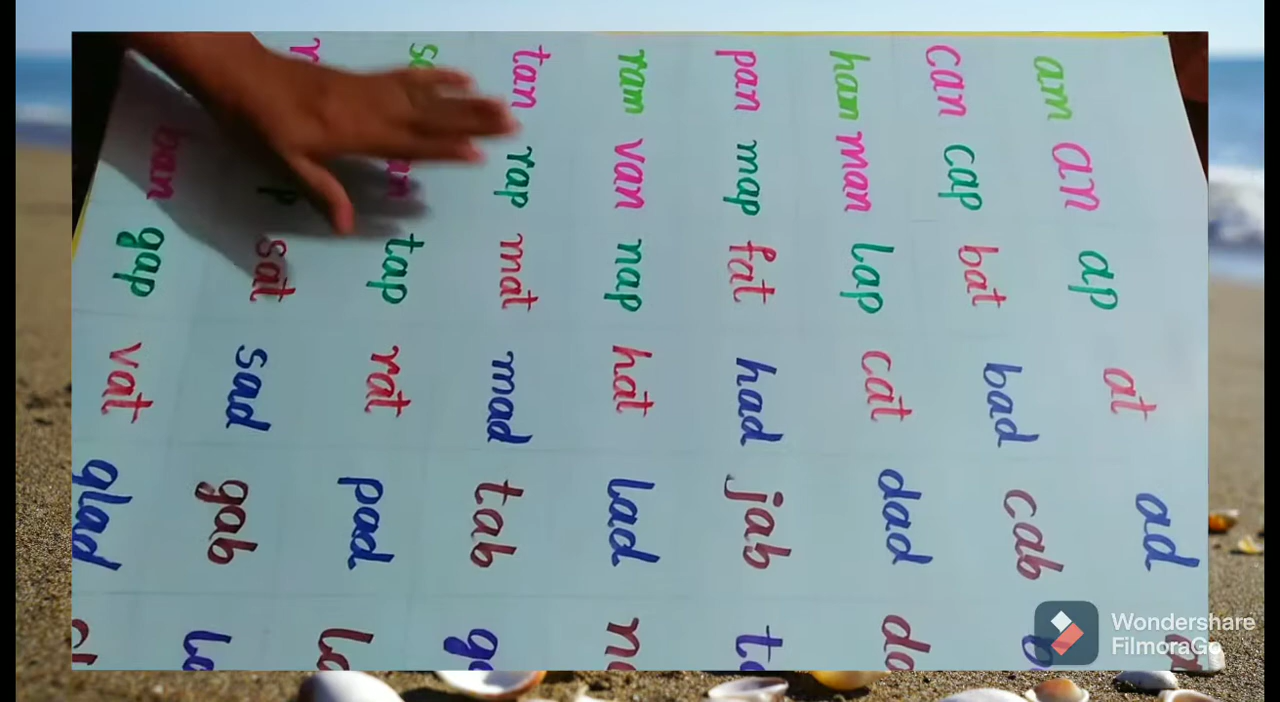 am an ap at ad
can cap bat bad cab
ham man lap cat dad
pan map fat had jab
ram van nap hat lad
tan rap mat mad tab
tap rat pad
sat sad gab
ban gap vat glad
Wondershare
FilmoraGo